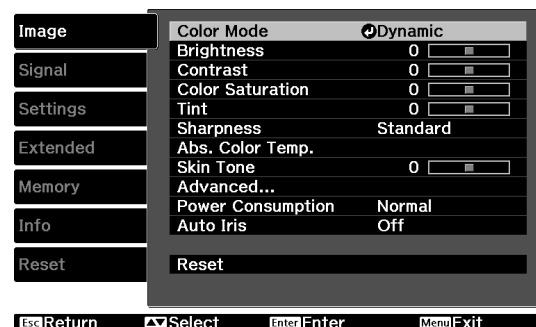 Image
Signal
Settings
Extended
Memory
Info
Reset
Color Mode Dynamic
Brightness 0
Contrast 0
Color Saturation 0
Tint 0
Sharpness Standard
Abs. Color Temp.
Skin Tone 0
Advanced...
Power Consumption Normal
Auto Iris Off
Reset
Esc Return Select Enter Enter Menu Exit